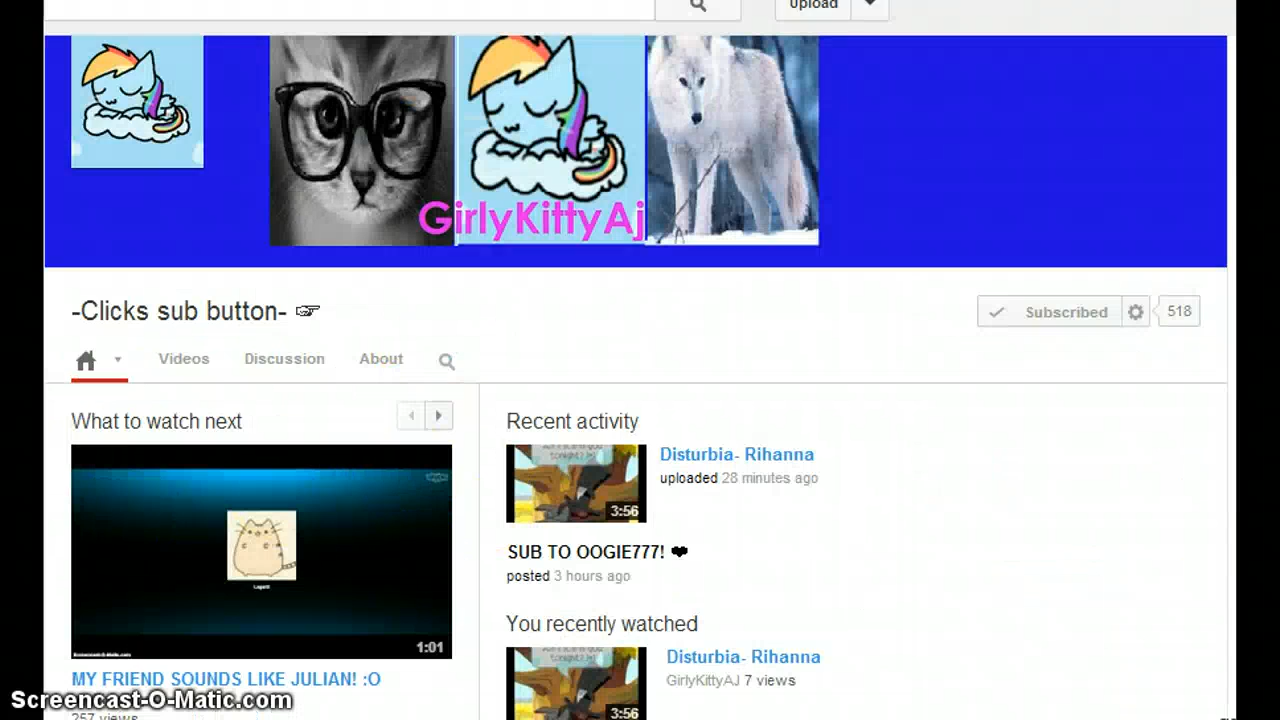 Upload
GirlyKittyAj
-Clicks sub button- ☞
Subscribed
518
Videos
Discussion
About
What to watch next
1:01
MY FRIEND SOUNDS LIKE JULIAN! :O
257 views
Recent activity
3:56
Disturbia- Rihanna
uploaded 28 minutes ago
SUB TO OOGIE777! ❤
posted 3 hours ago
You recently watched
3:56
Disturbia- Rihanna
GirlyKittyAJ 7 views
Screencast-O-Matic.com